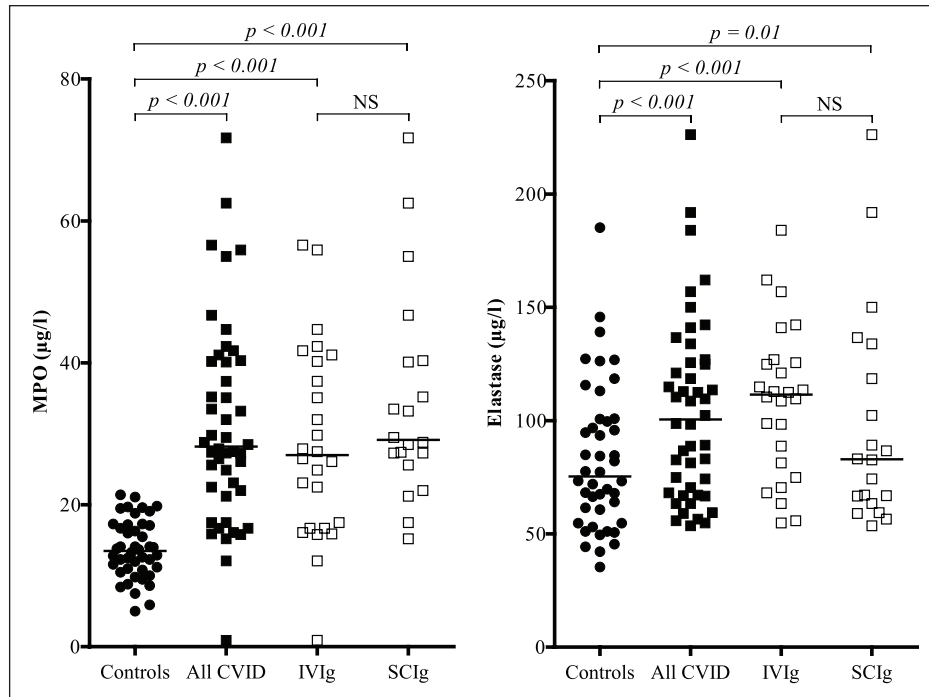 p < 0.001
p < 0.001
p < 0.001
NS
80
60
40
20
0
MPO (µg/l)
Controls
All CVID
IVIg
SCIg
p = 0.01
p < 0.001
p < 0.001
NS
250
200
150
100
50
0
Elastase (µg/l)
Controls
All CVID
IVIg
SCIg